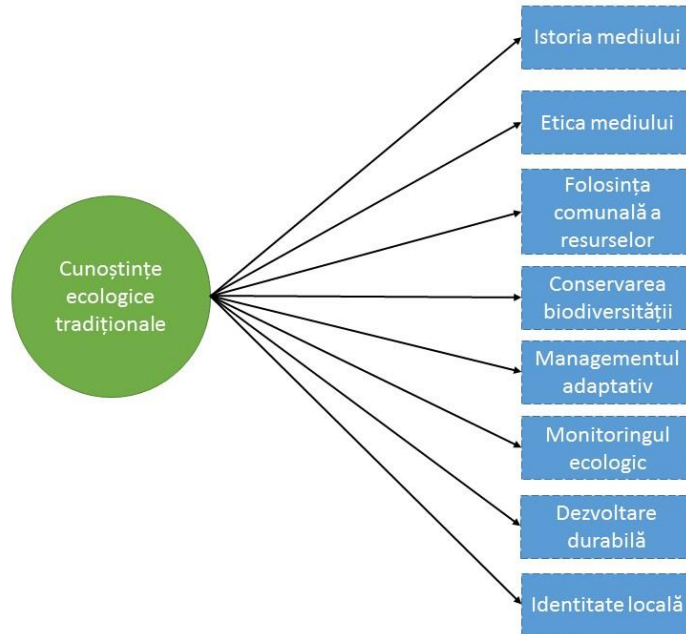 Cunoștințe
ecologice
tradiționale
Istoria mediului
Etica mediului
Folosința
comunală a
resurselor
Conservarea
biodiversității
Managementul
adaptativ
Monitoringul
ecologic
Dezvoltare
durabilă
Identitate locală